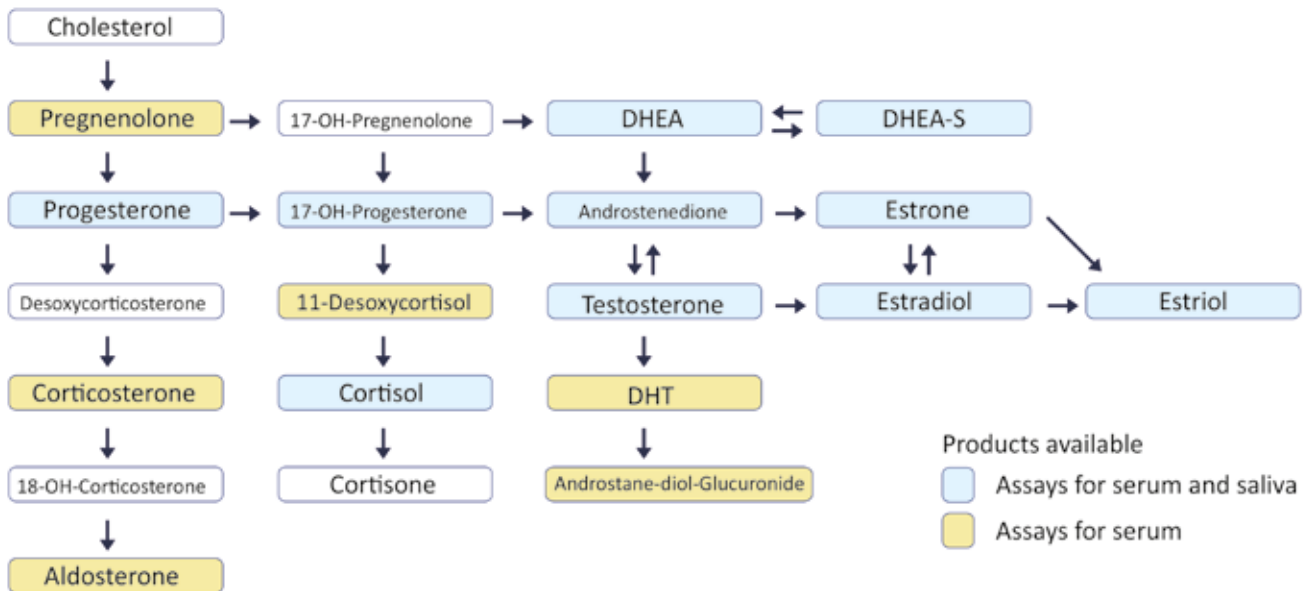 Cholesterol
Pregnenolone
17-OH-Pregnenolone
DHEA
DHEA-S
Progesterone
17-OH-Progesterone
Androstenedione
Estrone
Desoxycorticosterone
11-Desoxycortisol
Testosterone
Estradiol
Estriol
Corticosterone
Cortisol
DHT
18-OH-Corticosterone
Cortisone
Androstane-diol-Glucuronide
Aldosterone
Products available
Assays for serum and saliva
Assays for serum